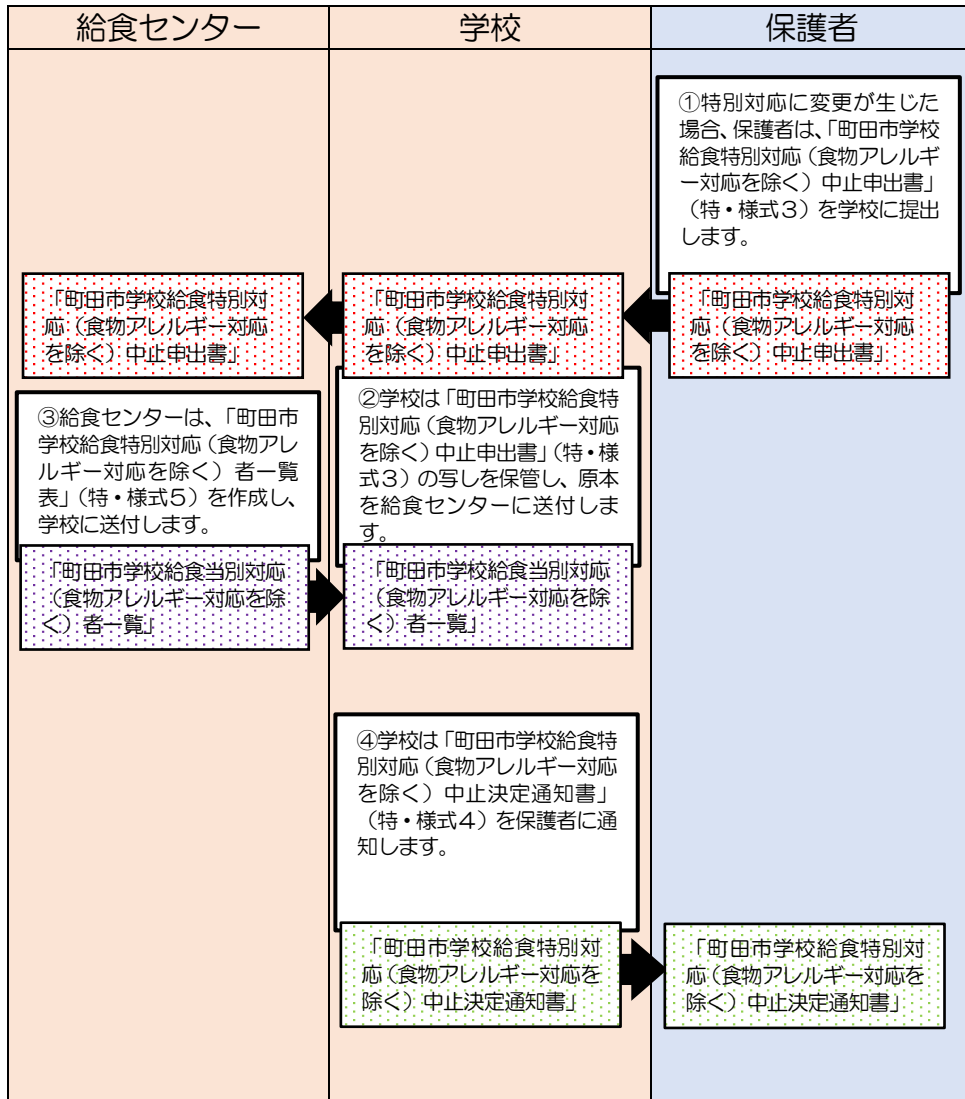 給食センター
学校
保護者
①特別対応に変更が生じた
場合、保護者は、「町田市学校
給食特別対応（食物アレルギ
ー対応を除く）中止申出書」
（特・様式３）を学校に提出
します。
「町田市学校給食特別対
応（食物アレルギー対応
を除く）中止申出書」
「町田市学校給食特別対
応（食物アレルギー対応
を除く）中止申出書」
「町田市学校給食特別対
応（食物アレルギー対応
を除く）中止申出書」
②学校は「町田市学校給食特
別対応（食物アレルギー対応
を除く）中止申出書」（特・様
式３）の写しを保管し、原本
を給食センターに送付しま
す。
③給食センターは、「町田市
学校給食特別対応（食物アレ
ルギー対応を除く）者一覧
表」（特・様式５）を作成し、
学校に送付します。
「町田市学校給食当別対応
（食物アレルギー対応を除
く）者一覧」
「町田市学校給食当別対応
（食物アレルギー対応を除
く）者一覧」
④学校は「町田市学校給食特
別対応（食物アレルギー対応
を除く）中止決定通知書」
（特・様式４）を保護者に通
知します。
「町田市学校給食特別対
応（食物アレルギー対応を
除く）中止決定通知書」
「町田市学校給食特別対
応（食物アレルギー対応を
除く）中止決定通知書」